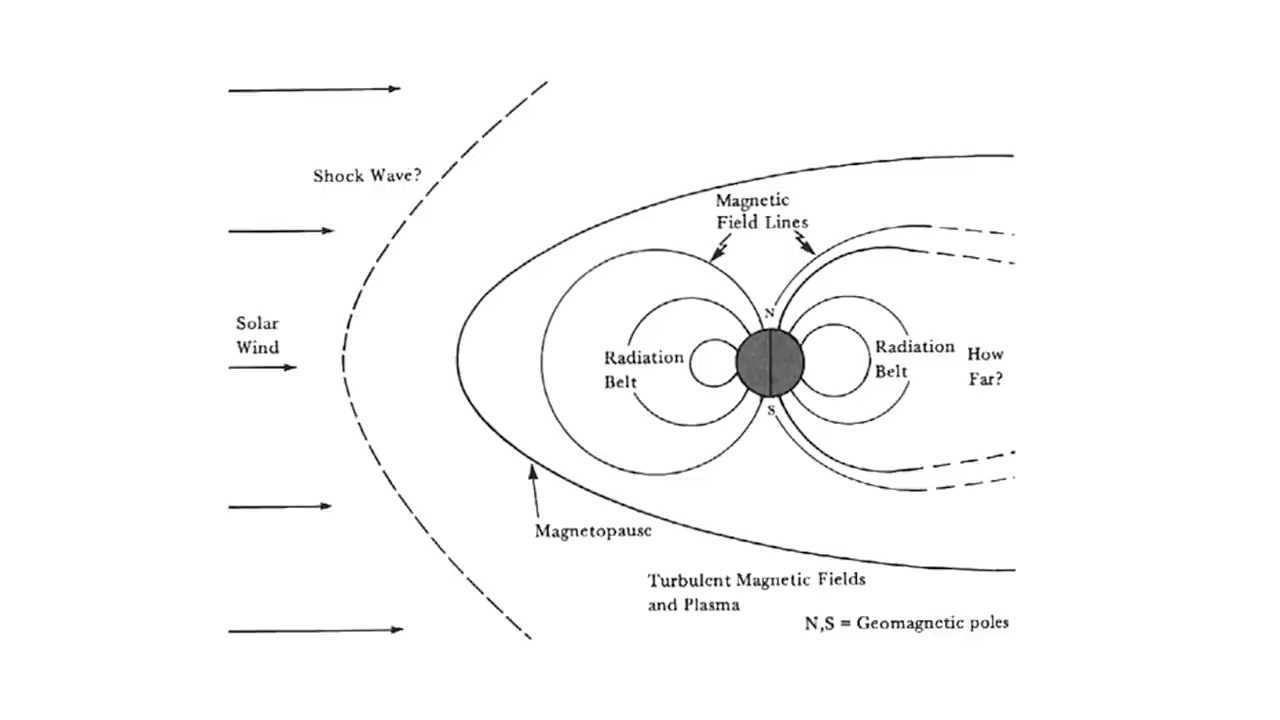 Shock Wave?
Magnetic
Field Lines
N
Solar
Wind
Radiation
Belt
Radiation
Belt
How
Far?
S
Magnetopause
Turbulent Magnetic Fields
and Plasma
N,S = Geomagnetic poles